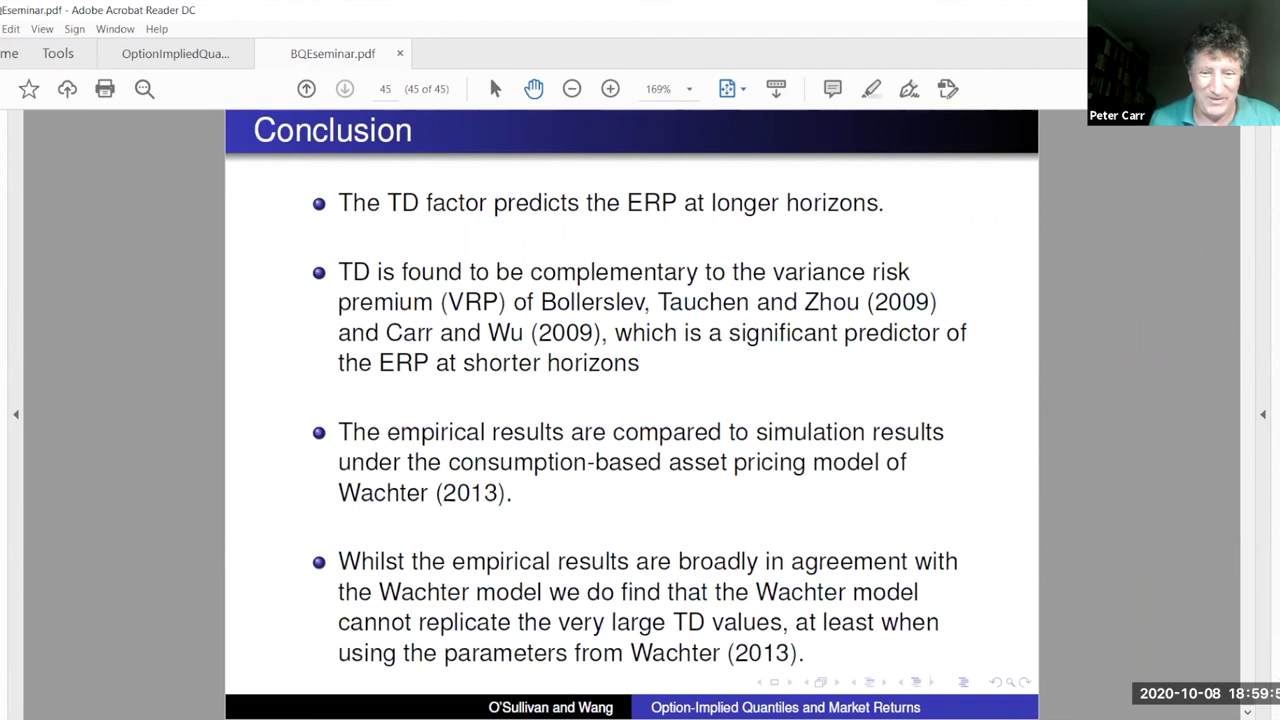 QEseminar.pdf - Adobe Acrobat Reader DC
Edit View Sign Window Help
me Tools OptionImpliedQua... BQEseminar.pdf ×
45 (45 of 45) 169%
Peter Carr
Conclusion
The TD factor predicts the ERP at longer horizons.
TD is found to be complementary to the variance risk
premium (VRP) of Bollerslev, Tauchen and Zhou (2009)
and Carr and Wu (2009), which is a significant predictor of
the ERP at shorter horizons
The empirical results are compared to simulation results
under the consumption-based asset pricing model of
Wachter (2013).
Whilst the empirical results are broadly in agreement with
the Wachter model we do find that the Wachter model
cannot replicate the very large TD values, at least when
using the parameters from Wachter (2013).
O'Sullivan and Wang Option-Implied Quantiles and Market Returns
2020-10-08 18:59:5